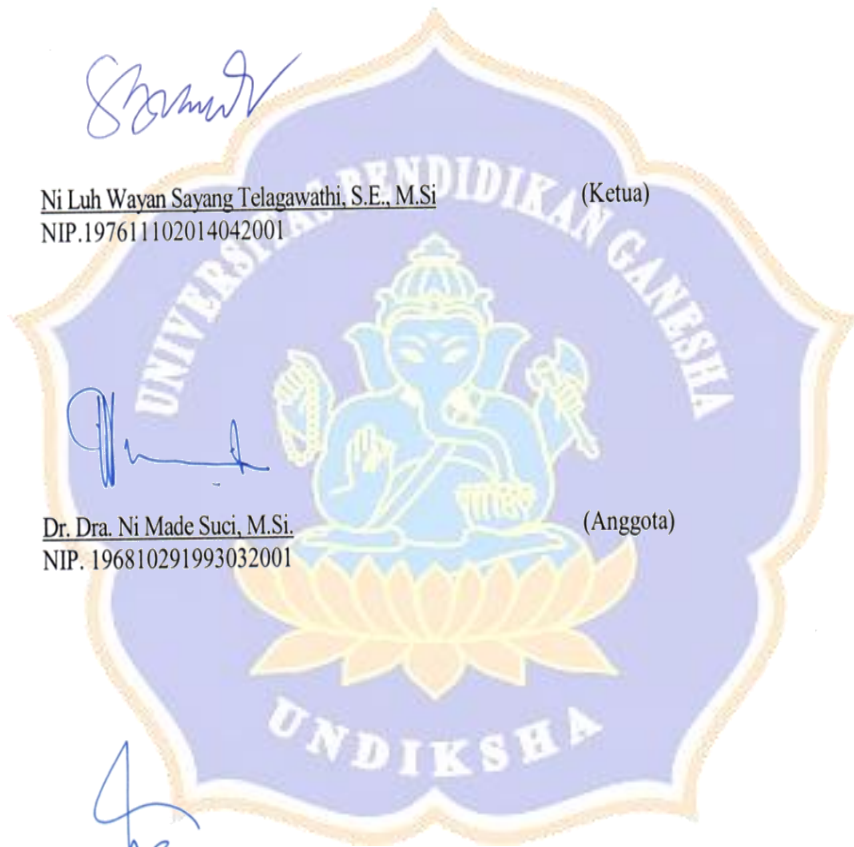 Ni Luh Wayan Sayang Telagawathi, S.E., M.Si (Ketua)
NIP.197611102014042001
UNIVERSITAS PENDIDIKAN GANESHA
Dr. Dra. Ni Made Suci, M.Si. (Anggota)
NIP. 196810291993032001
UNDIKSHA